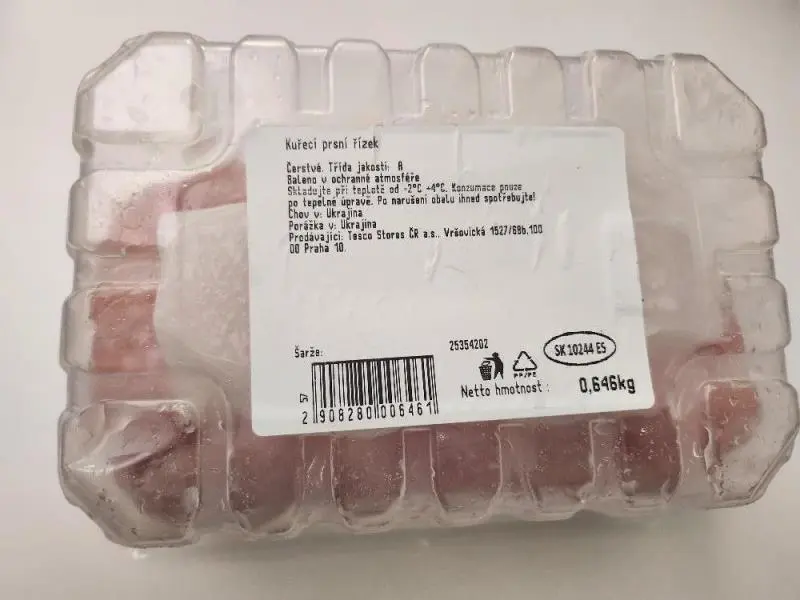 Kuřecí prsní řízek
Čerstvé. Třída jakosti: A
Baleno v ochranné atmosféře
Skladujte při teplotě od -2°C +4°C. Konzumace pouze
po tepelné úpravě. Po narušení obalu ihned spotřebujte!
Chov v: Ukrajina
Porážka v: Ukrajina
Prodávající: Tesco Stores ČR a.s., Vršovická 1527/68b,100
00 Praha 10.
Šarže: 25354202
SK 10244 ES
PP/PE
Netto hmotnost : 0,646kg
2 908280 006461